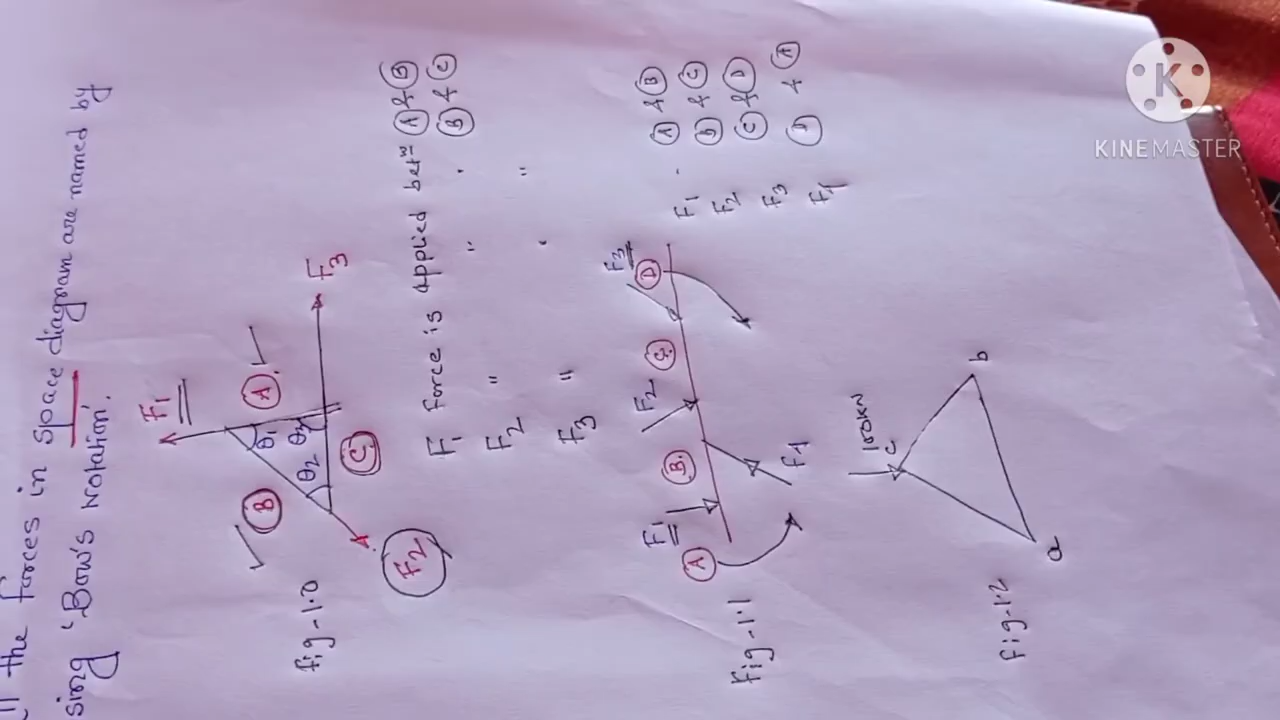 ll the forces in space diagram are named by
sing 'Bow's Notation'.
F1
A
B
θ1
θ2
θ3
C
F3
F2
Fig-1.0
F1 Force is applied betⁿ A & B
F2 " " " B & C
F3 " " "
F1
F2
F3
A
B
C
D
F4
Fig-1.1
F1 A & B
F2 B & C
F3 C & D
F4 D & A
100KN
c
a
b
Fig-1.2
KINEMASTER